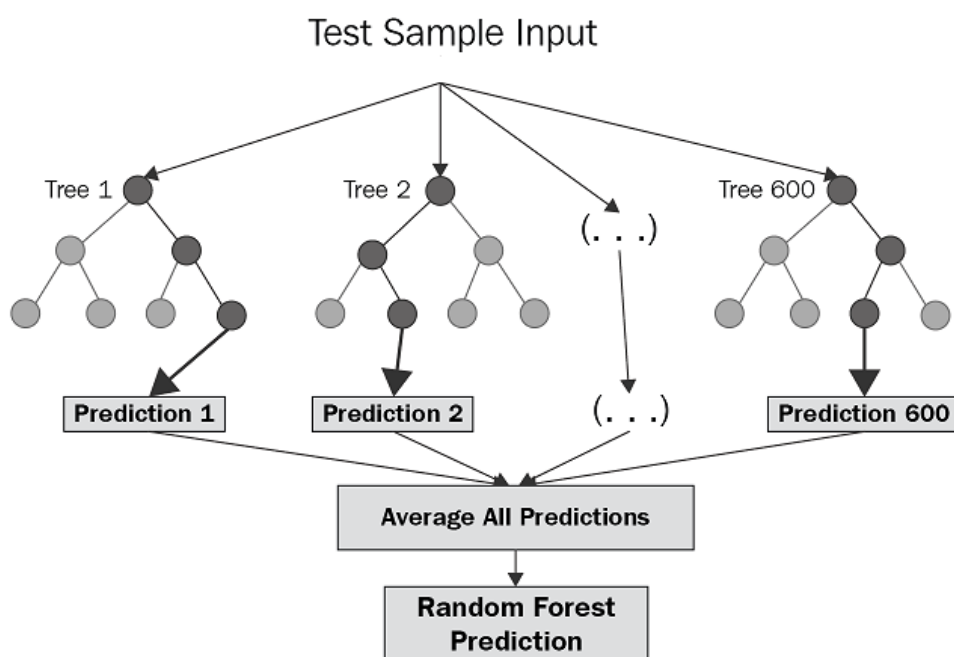 Test Sample Input
Tree 1
Tree 2
Tree 600
(. . .)
Prediction 1
Prediction 2
(. . .)
Prediction 600
Average All Predictions
Random Forest
Prediction